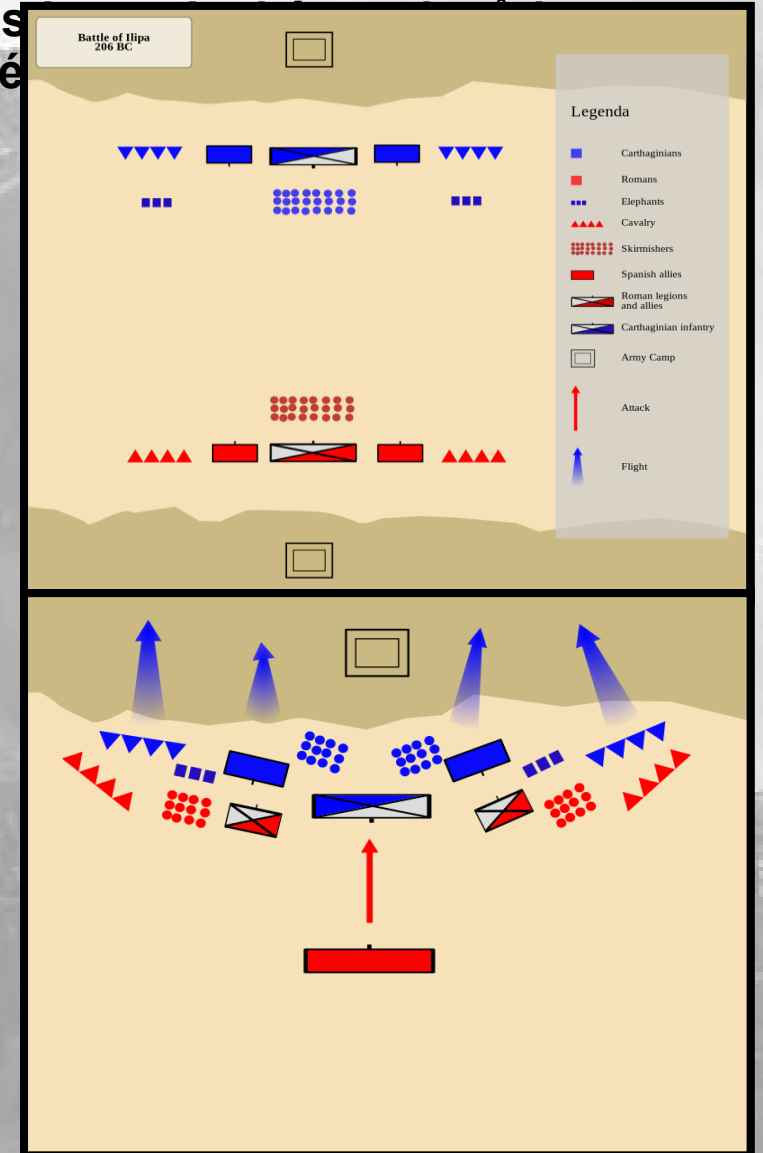 s
é
Battle of Ilipa
206 BC
Legenda
Carthaginians
Romans
Elephants
Cavalry
Skirmishers
Spanish allies
Roman legions
and allies
Carthaginian infantry
Army Camp
Attack
Flight